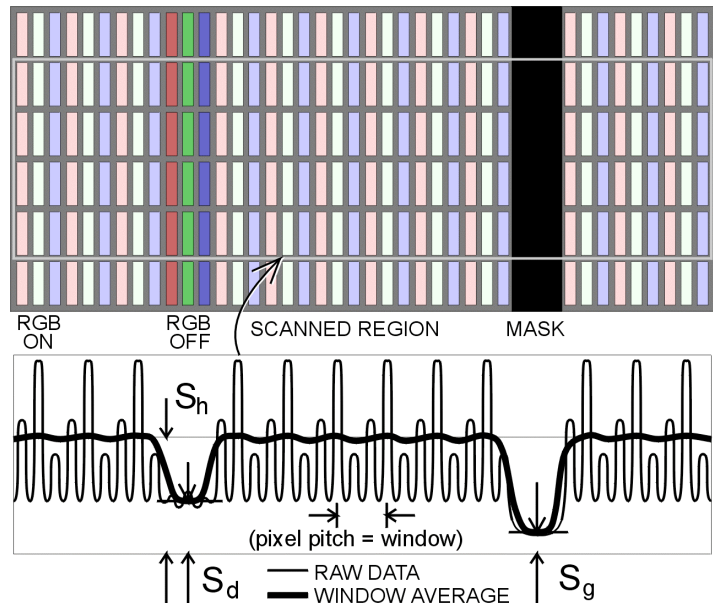 RGB
ON
RGB
OFF
SCANNED REGION
MASK
Sh
(pixel pitch = window)
Sd
RAW DATA
WINDOW AVERAGE
Sg